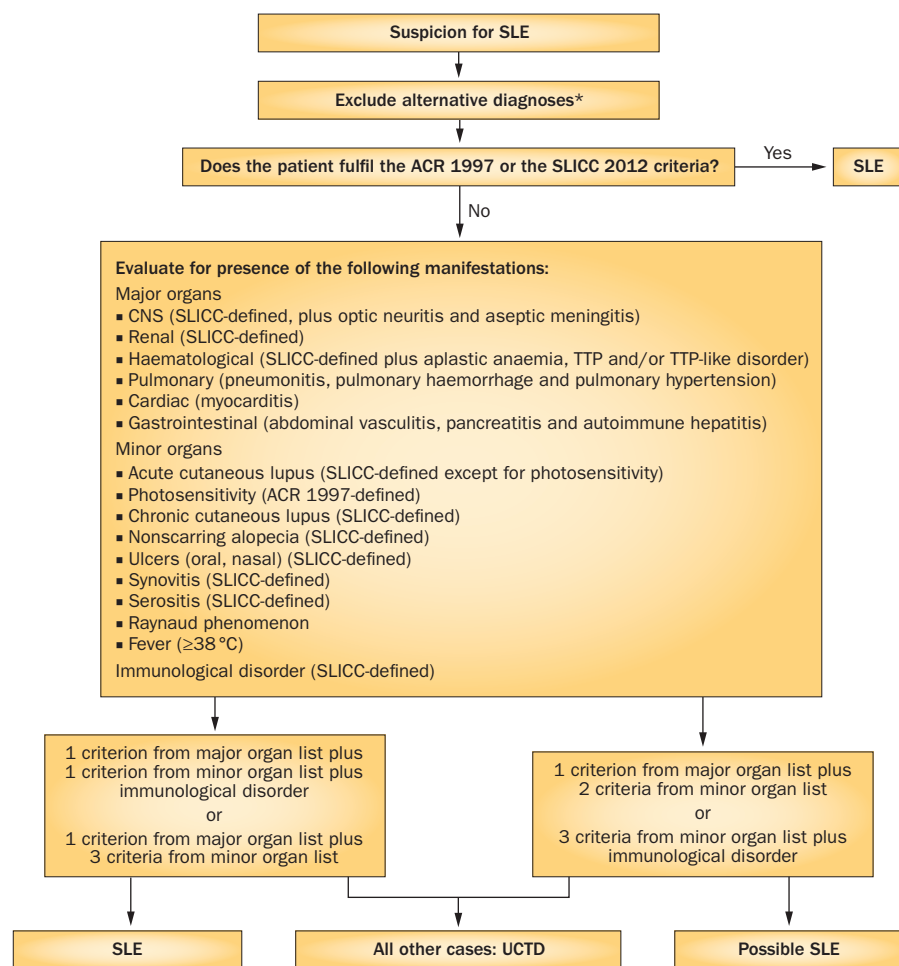 Suspicion for SLE
Exclude alternative diagnoses*
Does the patient fulfil the ACR 1997 or the SLICC 2012 criteria?
Yes
SLE
No
Evaluate for presence of the following manifestations:
Major organs
▪ CNS (SLICC-defined, plus optic neuritis and aseptic meningitis)
▪ Renal (SLICC-defined)
▪ Haematological (SLICC-defined plus aplastic anaemia, TTP and/or TTP-like disorder)
▪ Pulmonary (pneumonitis, pulmonary haemorrhage and pulmonary hypertension)
▪ Cardiac (myocarditis)
▪ Gastrointestinal (abdominal vasculitis, pancreatitis and autoimmune hepatitis)
Minor organs
▪ Acute cutaneous lupus (SLICC-defined except for photosensitivity)
▪ Photosensitivity (ACR 1997-defined)
▪ Chronic cutaneous lupus (SLICC-defined)
▪ Nonscarring alopecia (SLICC-defined)
▪ Ulcers (oral, nasal) (SLICC-defined)
▪ Synovitis (SLICC-defined)
▪ Serositis (SLICC-defined)
▪ Raynaud phenomenon
▪ Fever (≥38 °C)
Immunological disorder (SLICC-defined)
1 criterion from major organ list plus
1 criterion from minor organ list plus
immunological disorder
or
1 criterion from major organ list plus
3 criteria from minor organ list
1 criterion from major organ list plus
2 criteria from minor organ list
or
3 criteria from minor organ list plus
immunological disorder
SLE
All other cases: UCTD
Possible SLE